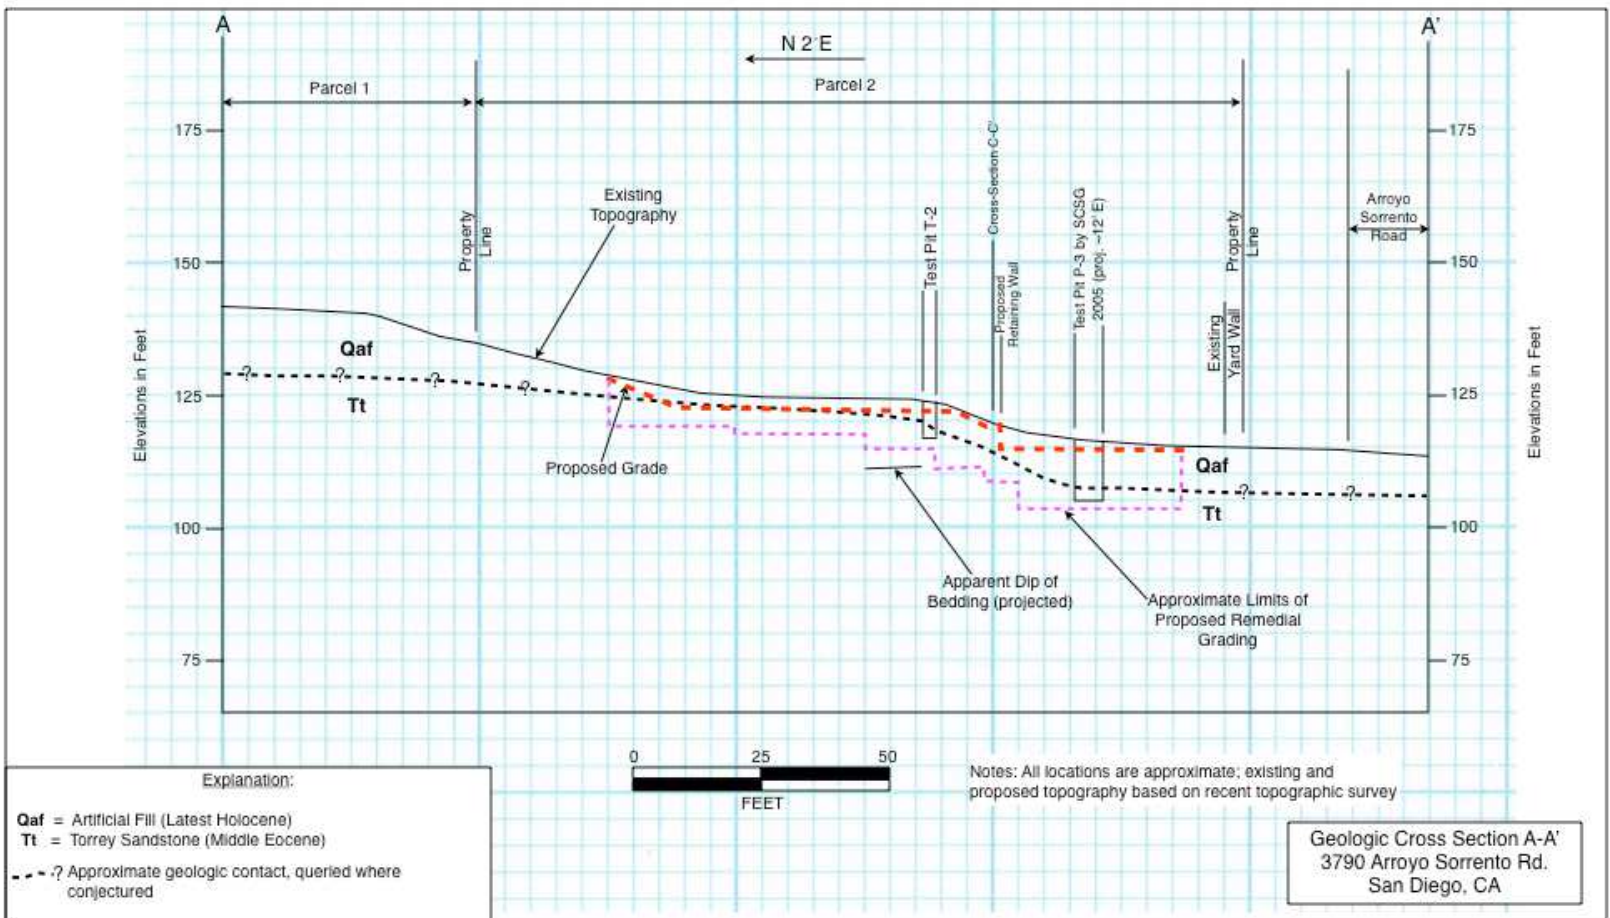 A
A'
N 2°E
Parcel 1
Parcel 2
175
175
Property
Line
Existing
Topography
Test Pit T-2
Cross-Section C-C'
Proposed
Retaining Wall
Test Pit P-3 by SCSG
2005 (proj. ~12' E)
Existing
Yard Wall
Property
Line
Arroyo
Sorrento
Road
150
150
Elevations in Feet
Elevations in Feet
Qaf
?
?
?
?
Tt
125
125
Proposed Grade
Qaf
?
?
Tt
100
100
Apparent Dip of
Bedding (projected)
Approximate Limits of
Proposed Remedial
Grading
75
75
0
25
50
FEET
Notes: All locations are approximate; existing and
proposed topography based on recent topographic survey
Explanation:
Qaf = Artificial Fill (Latest Holocene)
Tt = Torrey Sandstone (Middle Eocene)
? Approximate geologic contact, queried where
conjectured
Geologic Cross Section A-A'
3790 Arroyo Sorrento Rd.
San Diego, CA